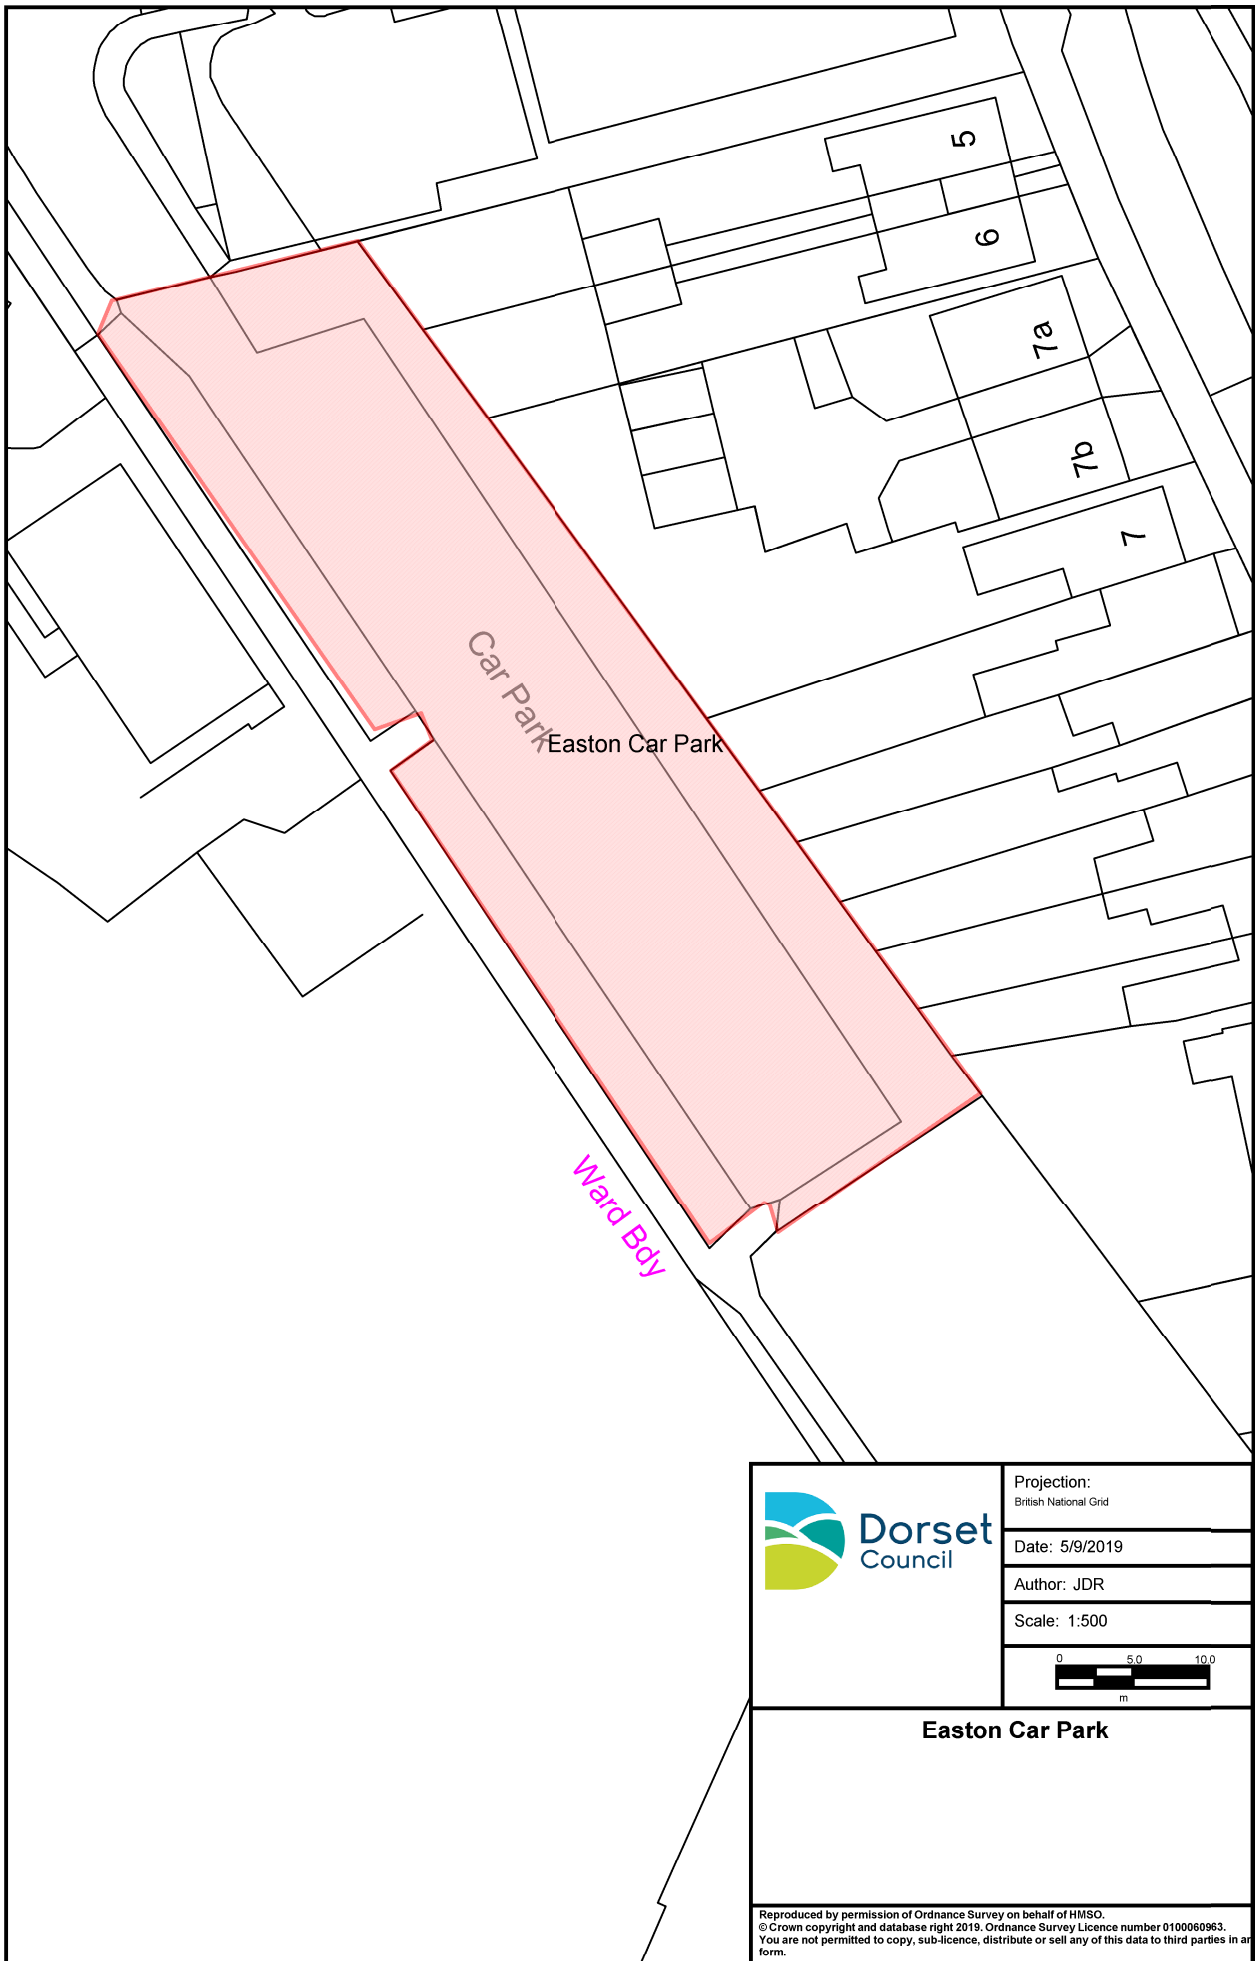 5
6
7a
7b
7
Car Park
Easton Car Park
Ward Bdy
Dorset
Council
Projection:
British National Grid
Date: 5/9/2019
Author: JDR
Scale: 1:500
0 5.0 10.0
m
Easton Car Park
Reproduced by permission of Ordnance Survey on behalf of HMSO.
© Crown copyright and database right 2019. Ordnance Survey Licence number 0100060963.
You are not permitted to copy, sub-licence, distribute or sell any of this data to third parties in
form.